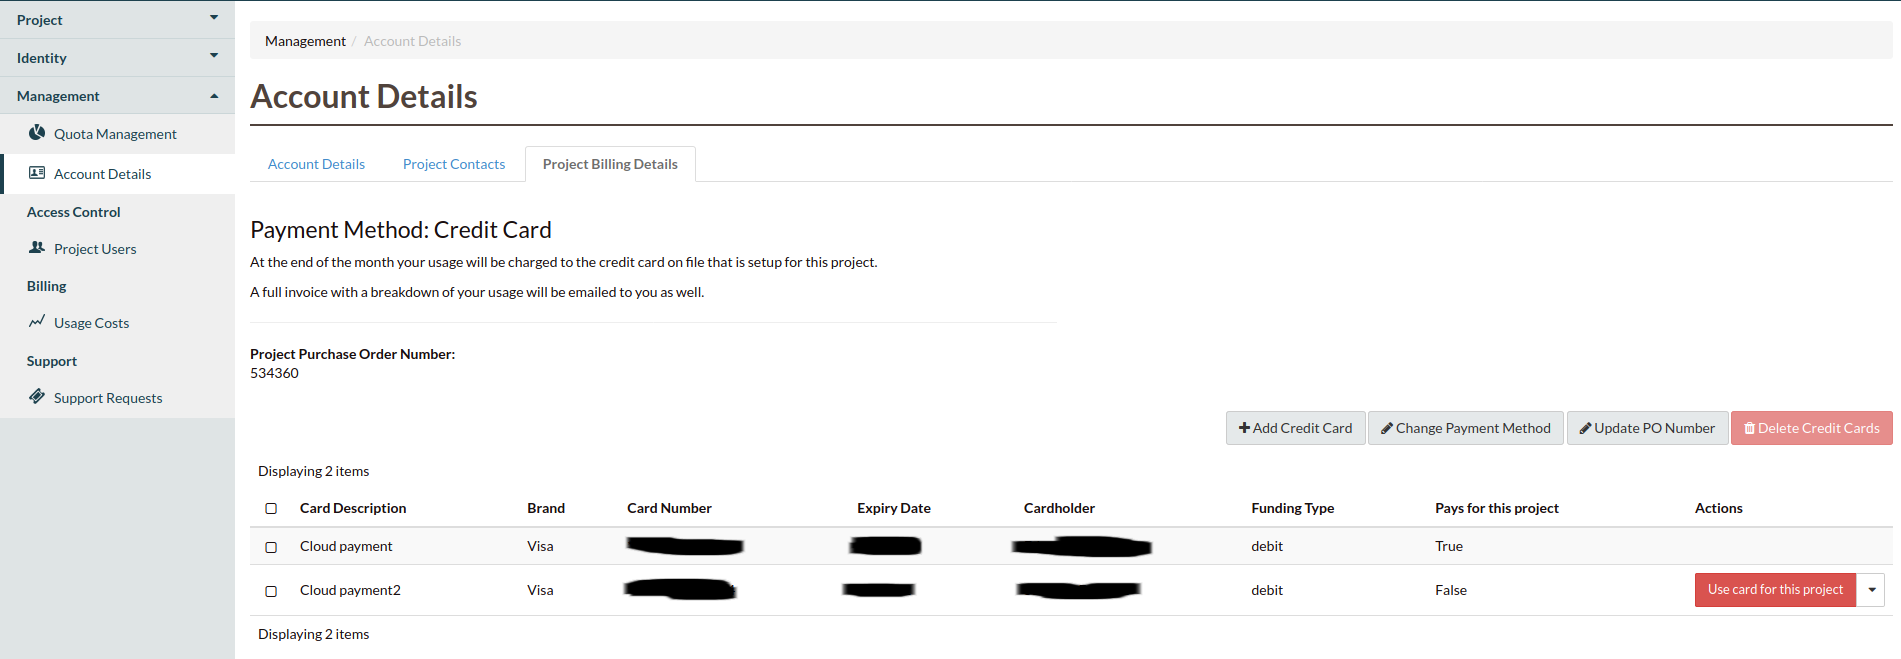 Project
Identity
Management
Quota Management
Account Details
Access Control
Project Users
Billing
Usage Costs
Support
Support Requests
Management / Account Details
Account Details
Account Details Project Contacts Project Billing Details
Payment Method: Credit Card
At the end of the month your usage will be charged to the credit card on file that is setup for this project.
A full invoice with a breakdown of your usage will be emailed to you as well.
Project Purchase Order Number:
534360
Add Credit Card Change Payment Method Update PO Number Delete Credit Cards
Displaying 2 items
Card Description Brand Card Number Expiry Date Cardholder Funding Type Pays for this project Actions
Cloud payment Visa debit True
Cloud payment2 Visa debit False Use card for this project
Displaying 2 items